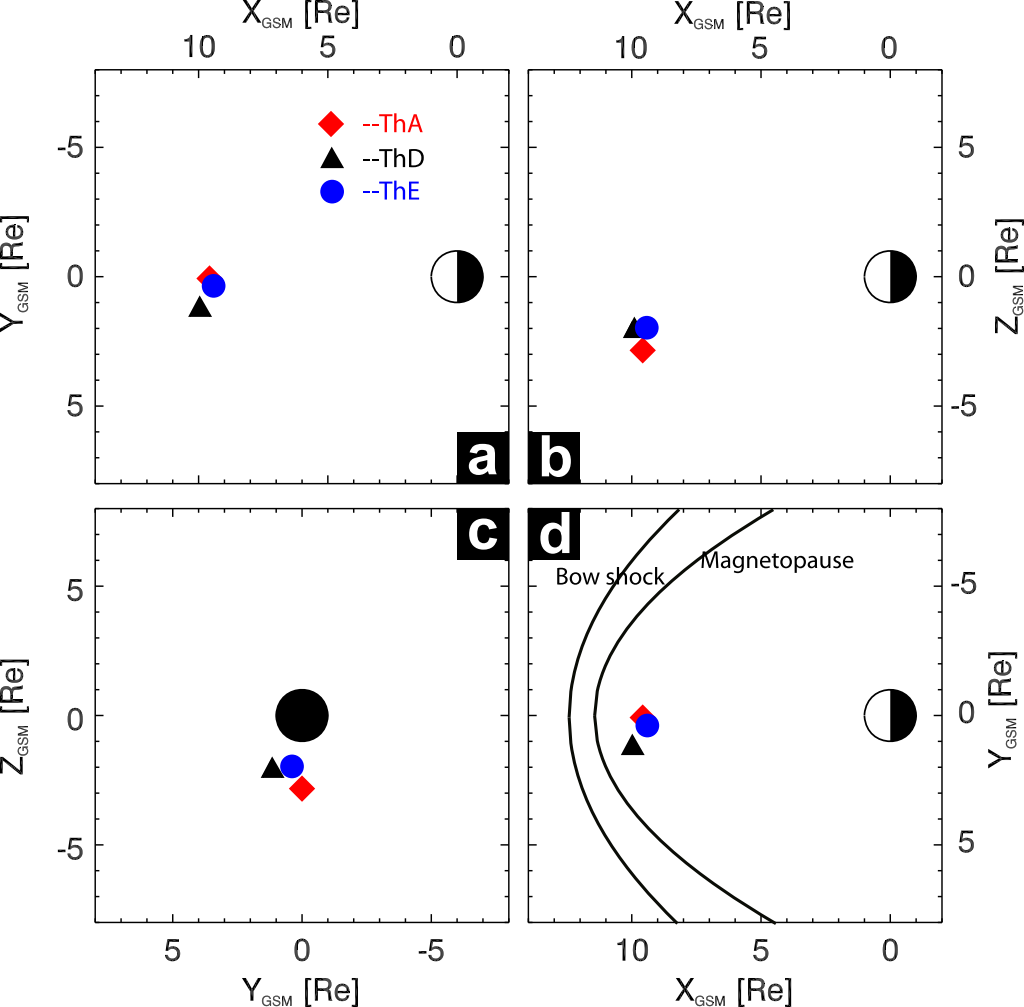 X_GSM [Re] X_GSM [Re]
10 5 0 10 5 0
--ThA
--ThD
--ThE
-5 0 5
Y_GSM [Re]
5 0 -5
Z_GSM [Re]
a b
c d
Bow shock
Magnetopause
5 0 -5
Z_GSM [Re]
-5 0 5
Y_GSM [Re]
5 0 -5 10 5 0
Y_GSM [Re] X_GSM [Re]